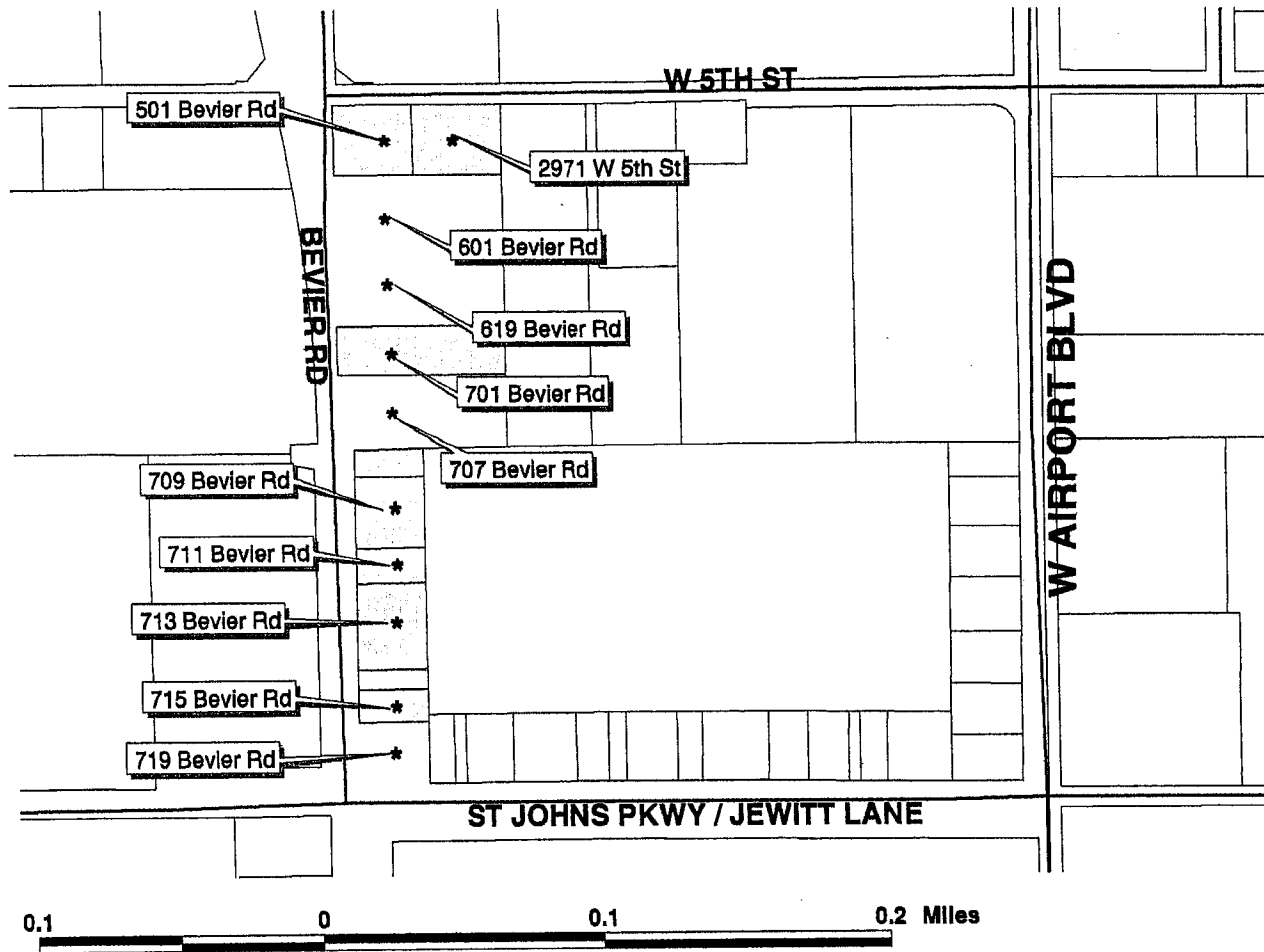 W 5TH ST
501 Bevier Rd
2971 W 5th St
601 Bevier Rd
BEVIER RD
619 Bevier Rd
W AIRPORT BLVD
701 Bevier Rd
707 Bevier Rd
709 Bevier Rd
711 Bevier Rd
713 Bevier Rd
715 Bevier Rd
719 Bevier Rd
ST JOHNS PKWY / JEWITT LANE
0.1 0 0.1 0.2 Miles